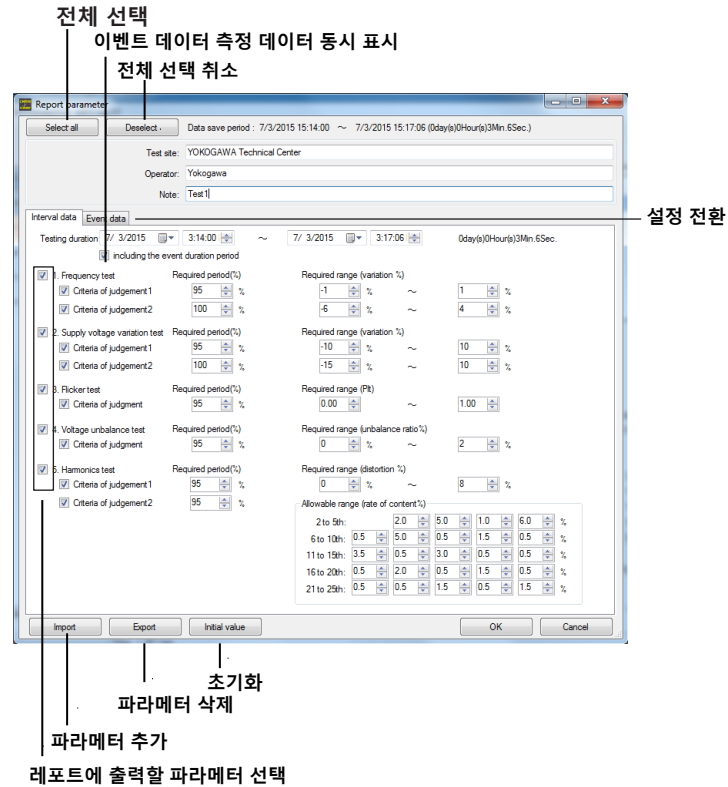 전체 선택
이벤트 데이터 측정 데이터 동시 표시
전체 선택 취소
Report parameter
Select all Deselect . Data save period : 7/3/2015 15:14:00 ~ 7/3/2015 15:17:06 (0day(s)0Hour(s)3Min.6Sec.)
Test site: YOKOGAWA Technical Center
Operator: Yokogawa
Note: Test1
Interval data Event data
설정 전환
Testing duration 7/ 3/2015 3:14:00 ~ 7/ 3/2015 3:17:06 0day(s)0Hour(s)3Min.6Sec.
including the event duration period
1. Frequency test Required period(%) Required range (variation %)
Criteria of judgement1 95 % -1 % ~ 1 %
Criteria of judgement2 100 % -6 % ~ 4 %
2. Supply voltage variation test Required period(%) Required range (variation %)
Criteria of judgement1 95 % -10 % ~ 10 %
Criteria of judgement2 100 % -15 % ~ 10 %
3. Flicker test Required period(%) Required range (Plt)
Criteria of judgment 95 % 0.00 ~ 1.00
4. Voltage unbalance test Required period(%) Required range (unbalance ratio%)
Criteria of judgment 95 % 0 % ~ 2 %
5. Harmonics test Required period(%) Required range (distortion %)
Criteria of judgement1 95 % 0 % ~ 8 %
Criteria of judgement2 95 % Allowable range (rate of content%)
2 to 5th: 2.0 5.0 1.0 6.0 %
6 to 10th: 0.5 5.0 0.5 1.5 0.5 %
11 to 15th: 3.5 0.5 3.0 0.5 0.5 %
16 to 20th: 0.5 2.0 0.5 1.5 0.5 %
21 to 25th: 0.5 0.5 1.5 0.5 1.5 %
Import Export Initial value OK Cancel
초기화
파라메터 삭제
파라메터 추가
레포트에 출력할 파라메터 선택